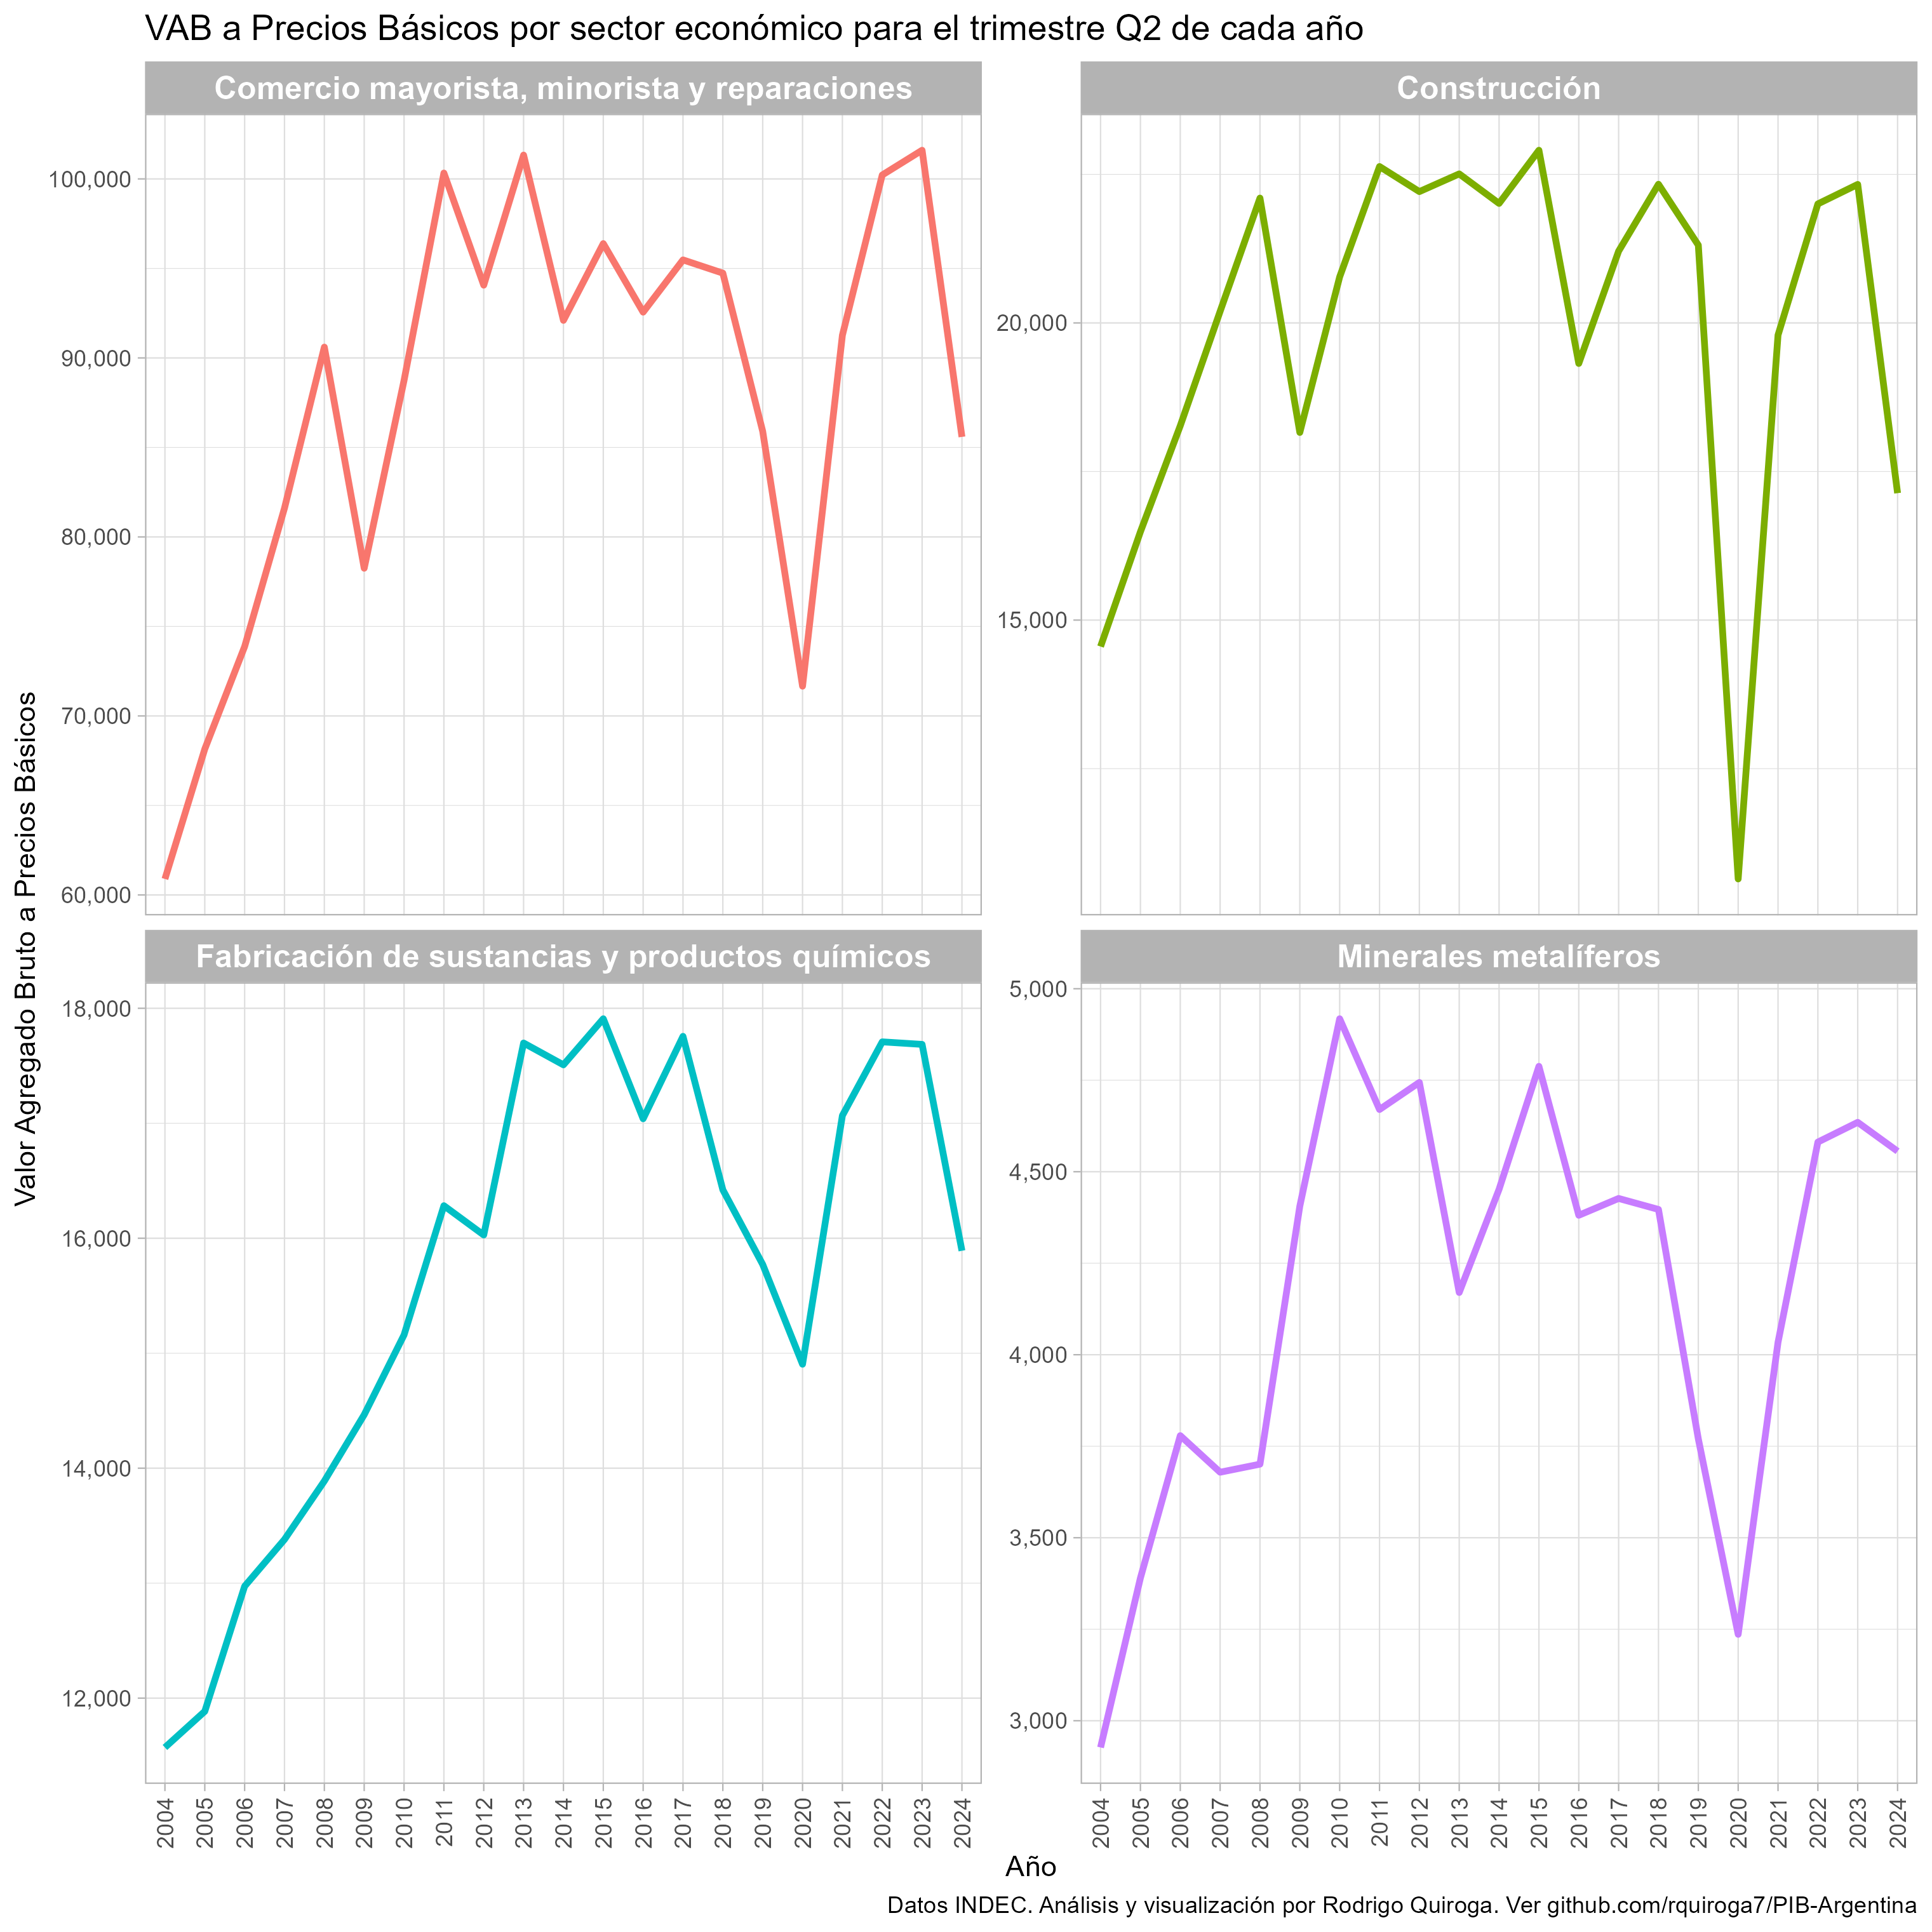 VAB a Precios Básicos por sector económico para el trimestre Q2 de cada año
Valor Agregado Bruto a Precios Básicos
Comercio mayorista, minorista y reparaciones
100,000
90,000
80,000
70,000
60,000
Construcción
20,000
15,000
Fabricación de sustancias y productos químicos
18,000
16,000
14,000
12,000
2004 2005 2006 2007 2008 2009 2010 2011 2012 2013 2014 2015 2016 2017 2018 2019 2020 2021 2022 2023 2024
Minerales metalíferos
5,000
4,500
4,000
3,500
3,000
2004 2005 2006 2007 2008 2009 2010 2011 2012 2013 2014 2015 2016 2017 2018 2019 2020 2021 2022 2023 2024
Año
Datos INDEC. Análisis y visualización por Rodrigo Quiroga. Ver github.com/rquiroga7/PIB-Argentina